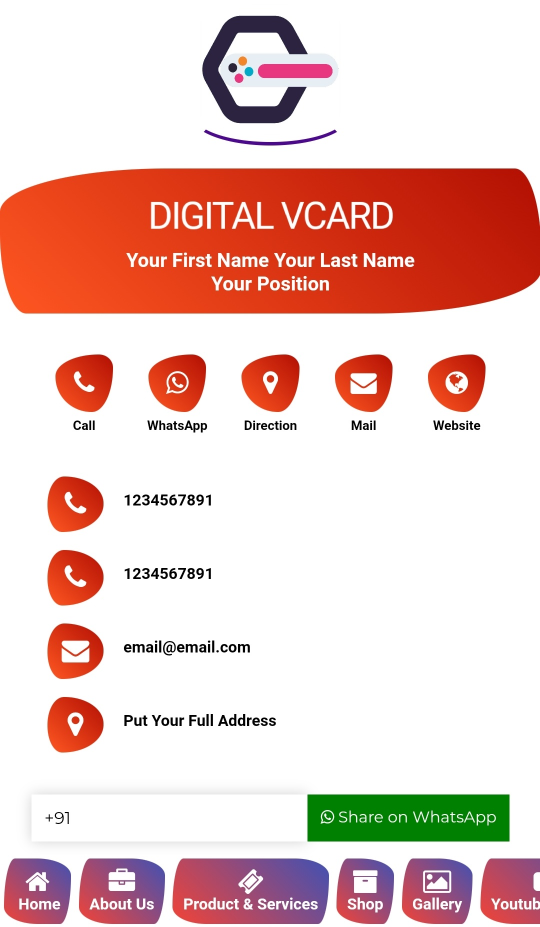 DIGITAL VCARD
Your First Name Your Last Name
Your Position
Call WhatsApp Direction Mail Website
1234567891
1234567891
email@email.com
Put Your Full Address
+91 Share on WhatsApp
Home About Us Product & Services Shop Gallery Youtub